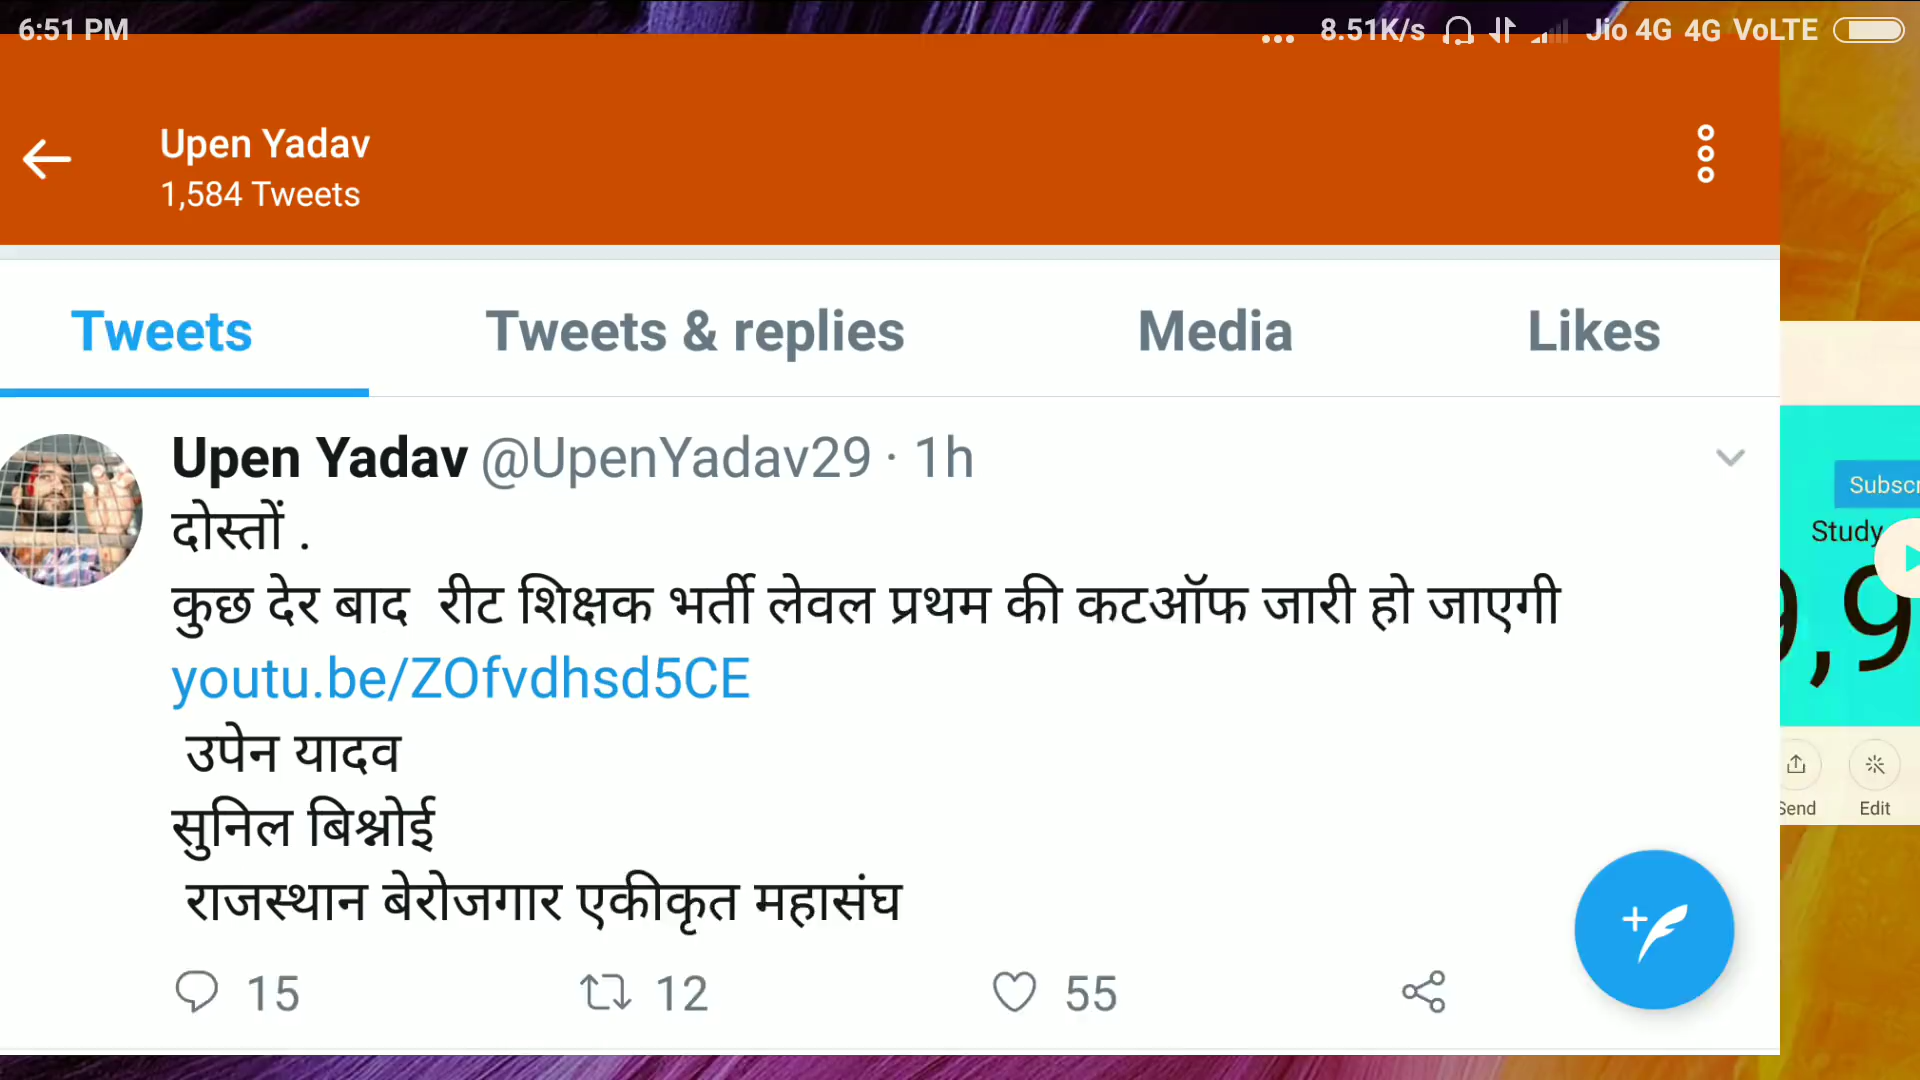 6:51 PM
8.51K/s Jio 4G 4G VoLTE
Upen Yadav
1,584 Tweets
Tweets Tweets & replies Media Likes
Upen Yadav @UpenYadav29 · 1h
दोस्तों .
कुछ देर बाद रीट शिक्षक भर्ती लेवल प्रथम की कटऑफ जारी हो जाएगी
youtu.be/ZOfvdhsd5CE
उपेन यादव
सुनिल बिश्नोई
राजस्थान बेरोजगार एकीकृत महासंघ
15 12 55
Study
Send Edit